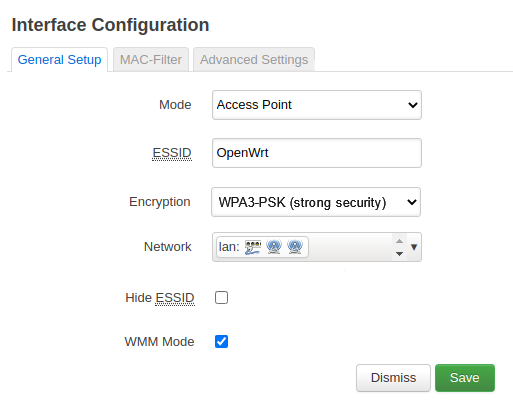 Interface Configuration
General Setup MAC-Filter Advanced Settings
Mode Access Point
ESSID OpenWrt
Encryption WPA3-PSK (strong security)
Network lan:
Hide ESSID
WMM Mode
Dismiss Save